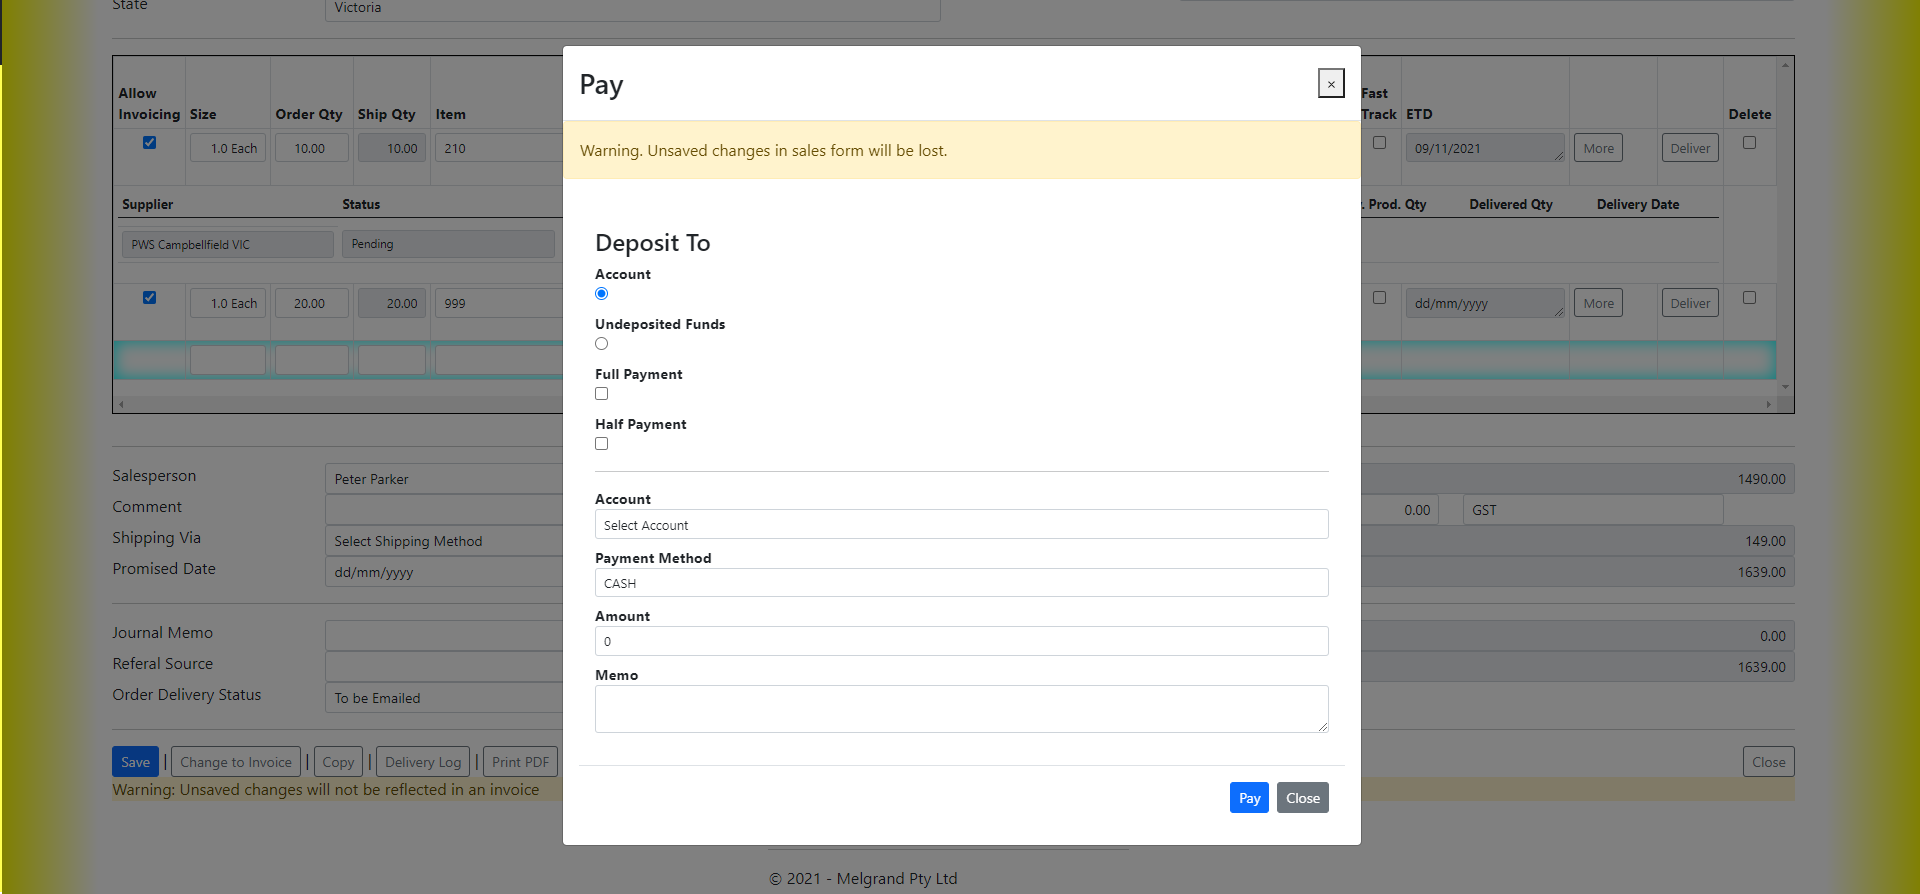 State
Victoria
Pay
×
Warning. Unsaved changes in sales form will be lost.
Allow Invoicing Size Order Qty Ship Qty Item Fast Track ETD Delete
1.0 Each 10.00 10.00 210 09/11/2021 More Deliver
Supplier Status . Prod. Qty Delivered Qty Delivery Date
PWS Campbellfield VIC Pending
1.0 Each 20.00 20.00 999 dd/mm/yyyy More Deliver
Deposit To
Account
Undeposited Funds
Full Payment
Half Payment
Account
Select Account
Payment Method
CASH
Amount
0
Memo
Pay Close
Salesperson Peter Parker 1490.00
Comment 0.00 GST
Shipping Via Select Shipping Method 149.00
Promised Date dd/mm/yyyy 1639.00
Journal Memo 0.00
Referal Source 1639.00
Order Delivery Status To be Emailed
Save | Change to Invoice | Copy | Delivery Log | Print PDF Close
Warning: Unsaved changes will not be reflected in an invoice
© 2021 - Melgrand Pty Ltd